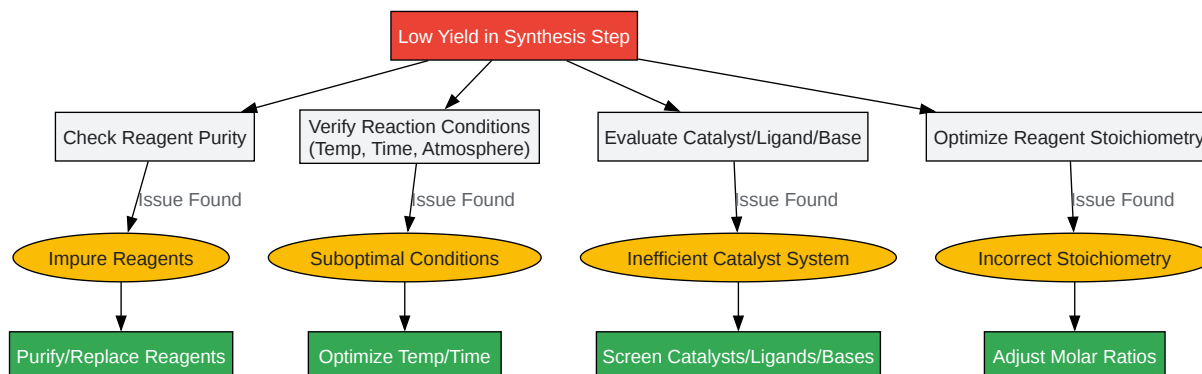 Low Yield in Synthesis Step
Check Reagent Purity
Verify Reaction Conditions
(Temp, Time, Atmosphere)
Evaluate Catalyst/Ligand/Base
Optimize Reagent Stoichiometry
Issue Found
Issue Found
Issue Found
Issue Found
Impure Reagents
Suboptimal Conditions
Inefficient Catalyst System
Incorrect Stoichiometry
Purify/Replace Reagents
Optimize Temp/Time
Screen Catalysts/Ligands/Bases
Adjust Molar Ratios